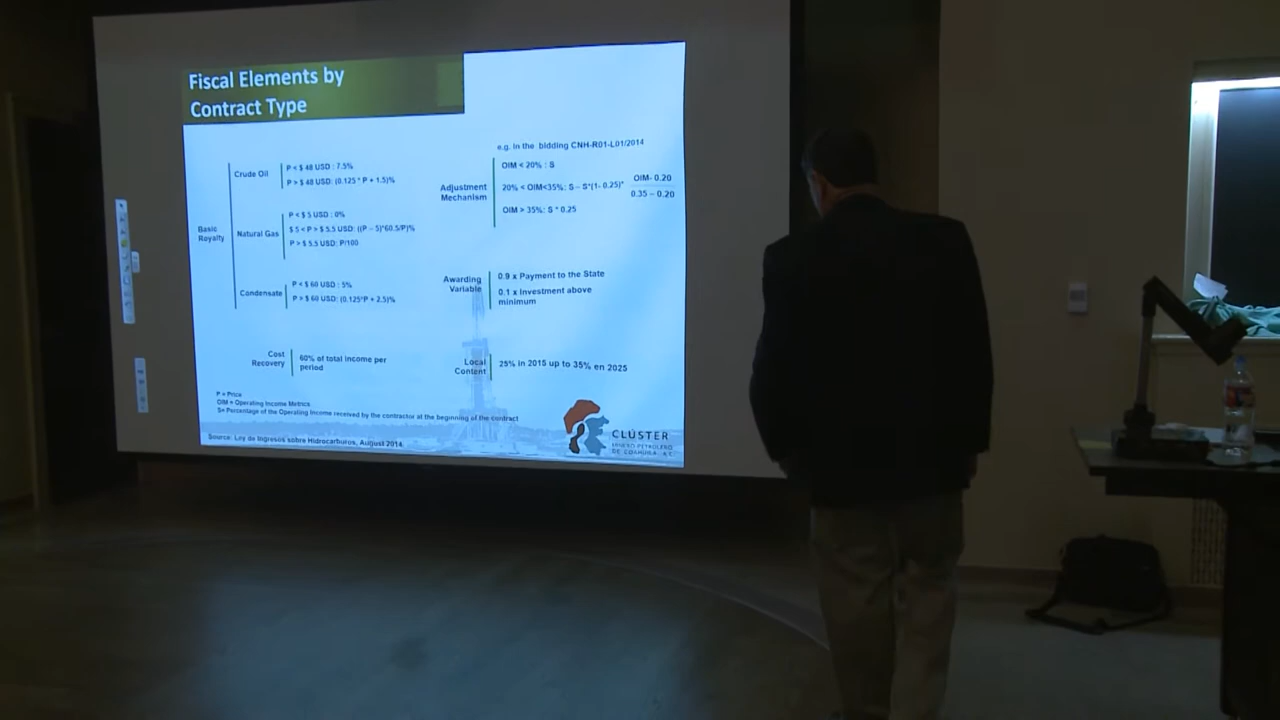 Fiscal Elements by
Contract Type
Basic
Royalty
Crude Oil
P < $ 48 USD : 7.5%
P > $ 48 USD: (0.125* P + 1.5)%
Natural Gas
P < $ 5 USD : 0%
$ 5 < P > $ 5.5 USD: ((P – 5)*60.5/P)%
P > $ 5.5 USD: P/100
Condensate
P < $ 60 USD : 5%
P > $ 60 USD: (0.125*P + 2.5)%
Cost
Recovery
60% of total income per
period
e.g. in the bidding CNH-R01-L01/2014
Adjustment
Mechanism
OIM < 20% : S
20% < OIM<35%: S – S*(1- 0.25)*
OIM- 0.20
0.35 – 0.20
OIM > 35%: S * 0.25
Awarding
Variable
0.9 x Payment to the State
0.1 x Investment above
minimum
Local
Content
25% in 2015 up to 35% en 2025
P = Price
OIM = Operating Income Metrics
S= Percentage of the Operating Income received by the contractor at the beginning of the contract
Source: Ley de Ingresos sobre Hidrocarburos, August 2014.
CLÚSTER
MINERO-PETROLERO
DE COAHUILA, A.C.